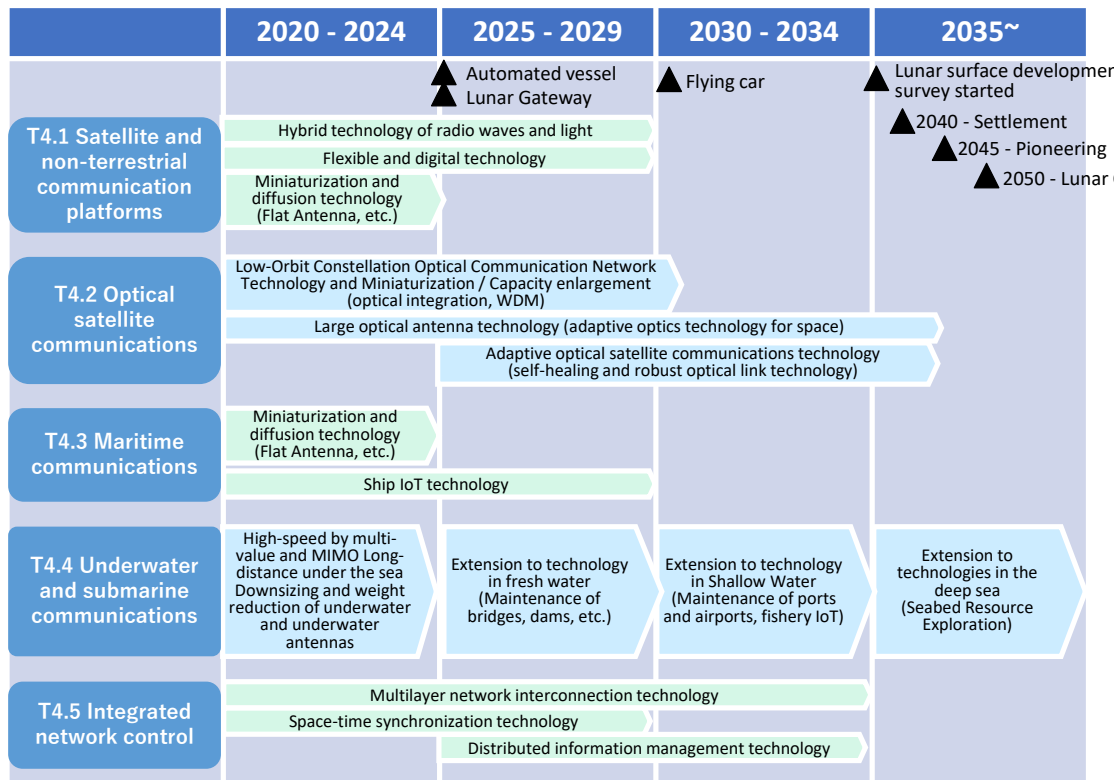 2020 - 2024
2025 - 2029
2030 - 2034
2035~
Automated vessel
Lunar Gateway
Flying car
Lunar surface developmen
survey started
2040 - Settlement
2045 - Pioneering
2050 - Lunar
T4.1 Satellite and
non-terrestrial
communication
platforms
Hybrid technology of radio waves and light
Flexible and digital technology
Miniaturization and
diffusion technology
(Flat Antenna, etc.)
T4.2 Optical
satellite
communications
Low-Orbit Constellation Optical Communication Network
Technology and Miniaturization / Capacity enlargement
(optical integration, WDM)
Large optical antenna technology (adaptive optics technology for space)
Adaptive optical satellite communications technology
(self-healing and robust optical link technology)
T4.3 Maritime
communications
Miniaturization and
diffusion technology
(Flat Antenna, etc.)
Ship IoT technology
T4.4 Underwater
and submarine
communications
High-speed by multi-
value and MIMO Long-
distance under the sea
Downsizing and weight
reduction of underwater
and underwater
antennas
Extension to technology
in fresh water
(Maintenance of
bridges, dams, etc.)
Extension to technology
in Shallow Water
(Maintenance of ports
and airports, fishery IoT)
Extension to
technologies in the
deep sea
(Seabed Resource
Exploration)
T4.5 Integrated
network control
Multilayer network interconnection technology
Space-time synchronization technology
Distributed information management technology